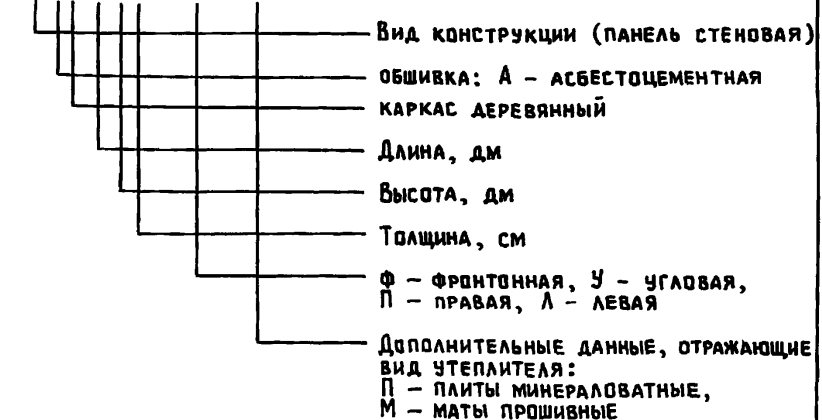 Вид конструкции (панель стеновая)
обшивка: А – асбестоцементная
каркас деревянный
Длина, дм
Высота, дм
Толщина, см
Ф – фронтонная, У – угловая,
П – правая, Л – левая
Дополнительные данные, отражающие
вид утеплителя:
П – плиты минераловатные,
М – маты прошивные